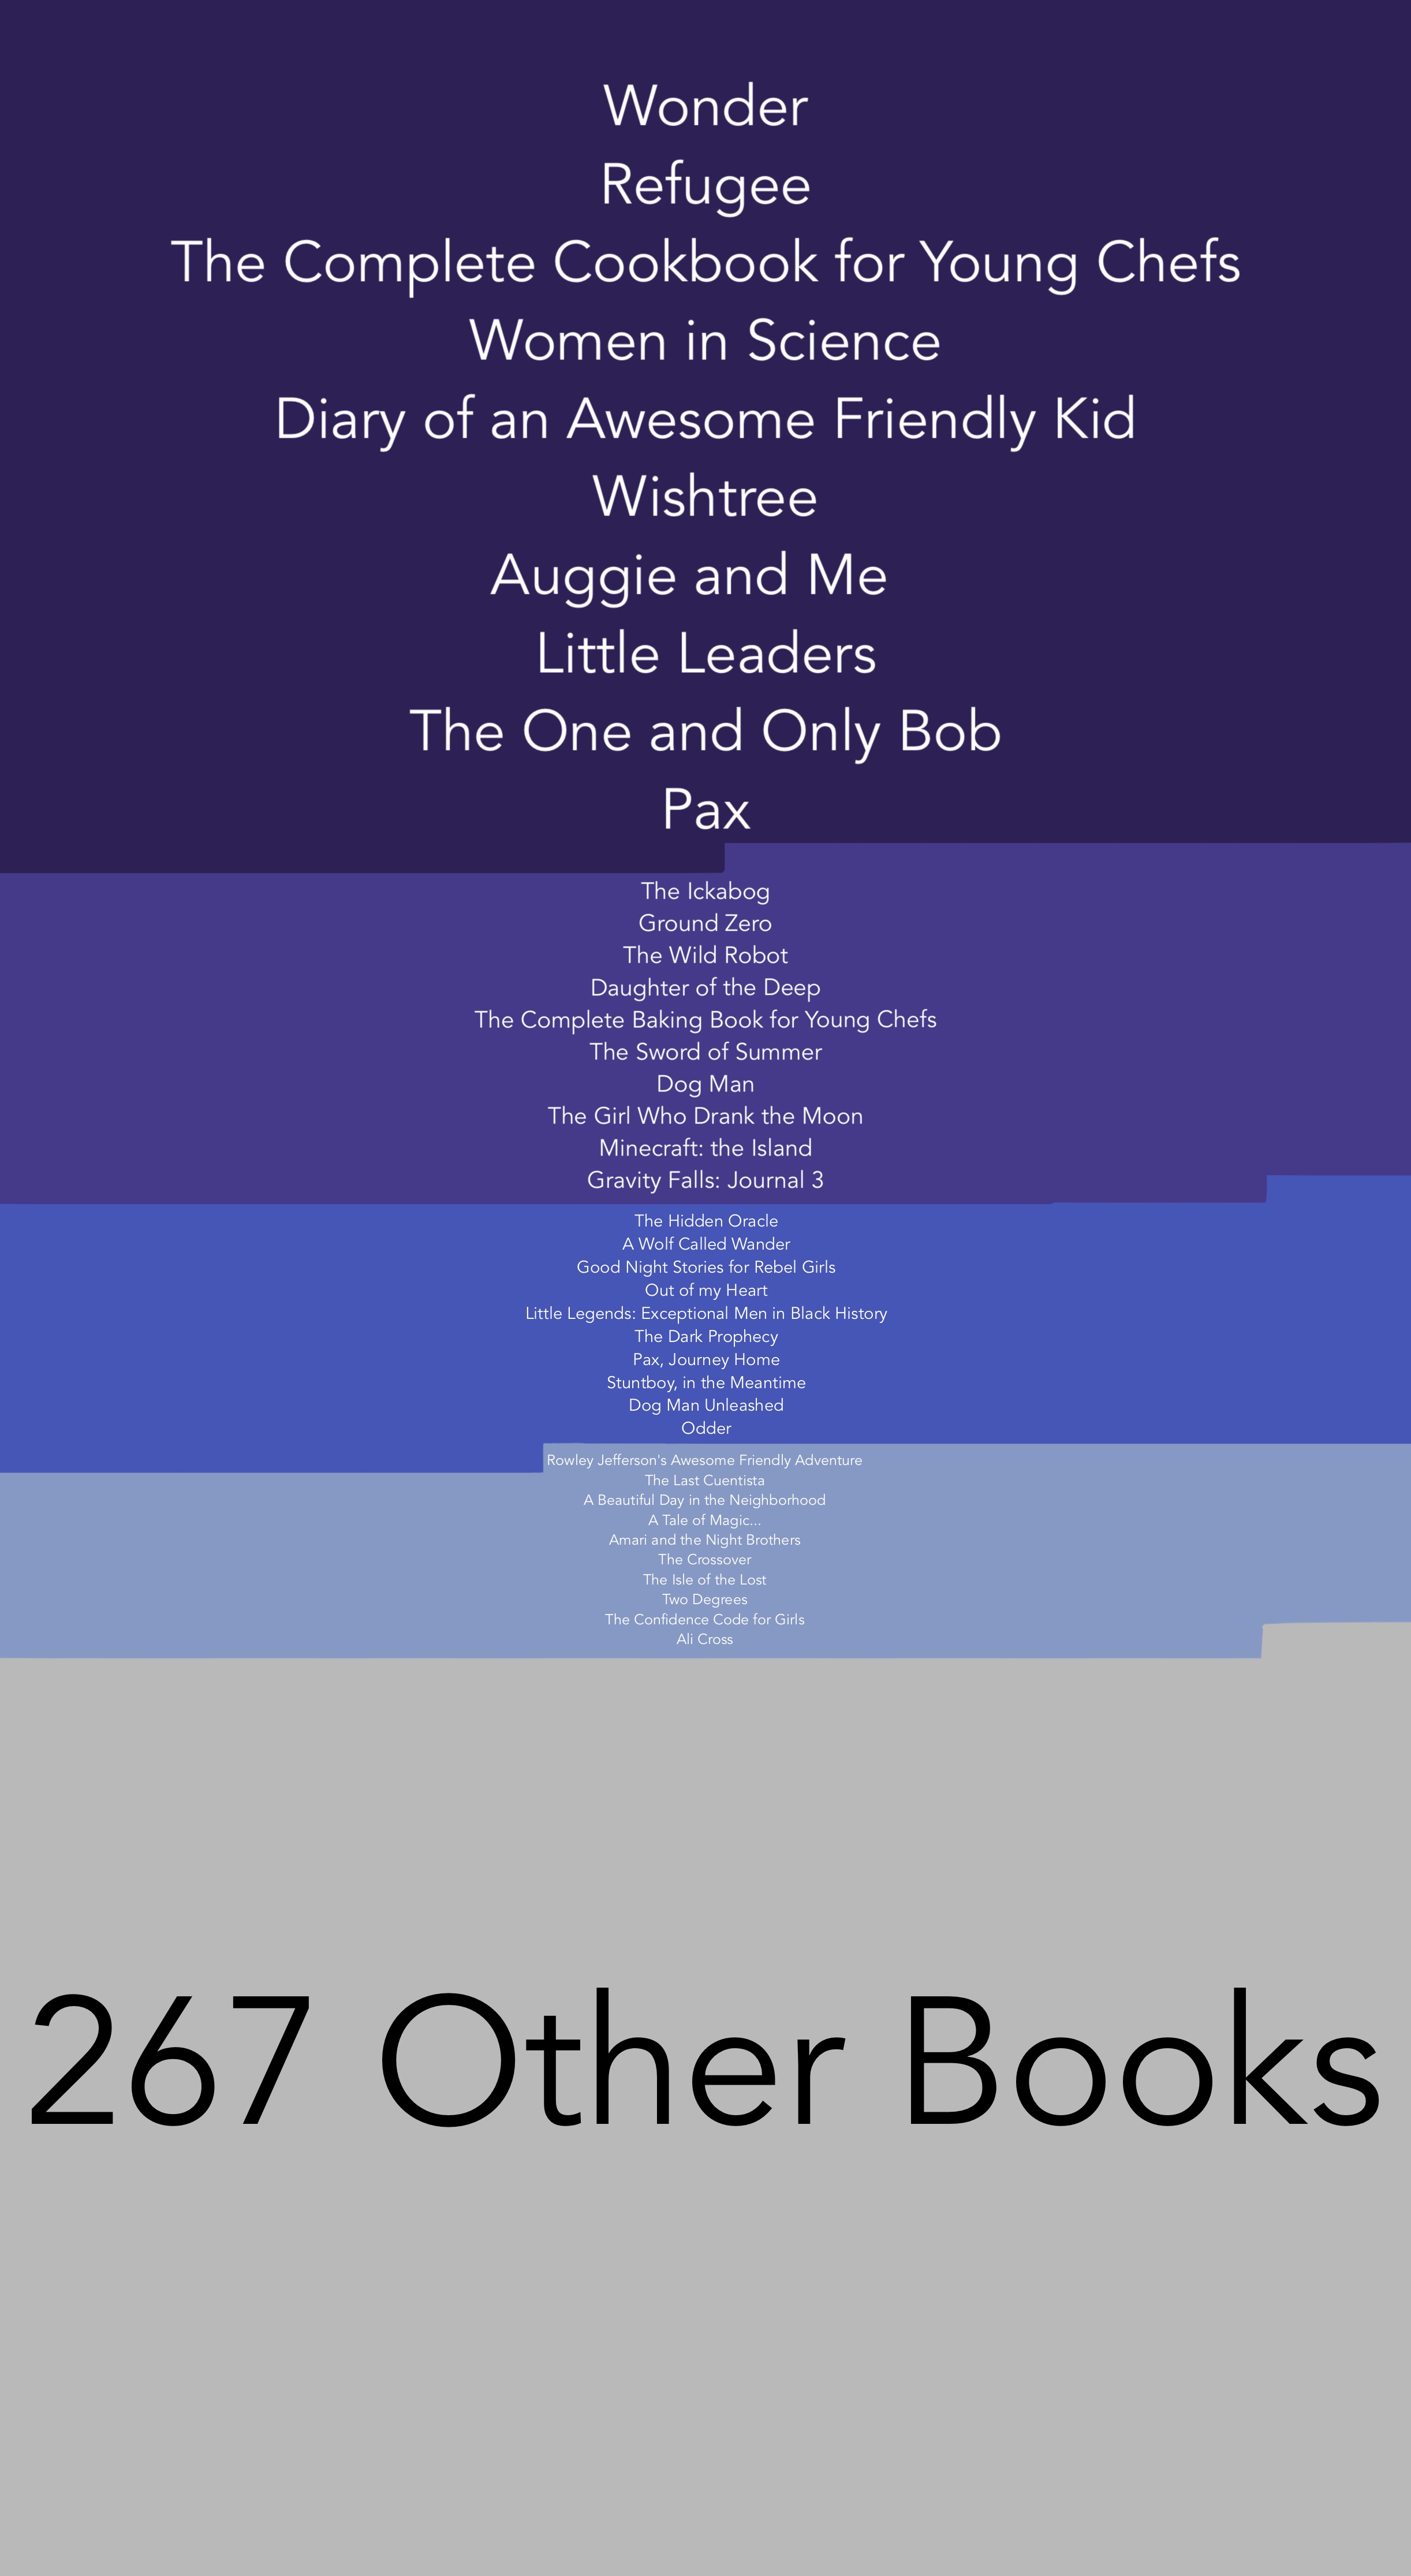 Wonder
Refugee
The Complete Cookbook for Young Chefs
Women in Science
Diary of an Awesome Friendly Kid
Wishtree
Auggie and Me
Little Leaders
The One and Only Bob
Pax
The Ickabog
Ground Zero
The Wild Robot
Daughter of the Deep
The Complete Baking Book for Young Chefs
The Sword of Summer
Dog Man
The Girl Who Drank the Moon
Minecraft: the Island
Gravity Falls: Journal 3
The Hidden Oracle
A Wolf Called Wander
Good Night Stories for Rebel Girls
Out of my Heart
Little Legends: Exceptional Men in Black History
The Dark Prophecy
Pax, Journey Home
Stuntboy, in the Meantime
Dog Man Unleashed
Odder
Rowley Jefferson's Awesome Friendly Adventure
The Last Cuentista
A Beautiful Day in the Neighborhood
A Tale of Magic...
Amari and the Night Brothers
The Crossover
The Isle of the Lost
Two Degrees
The Confidence Code for Girls
Ali Cross
267 Other Books